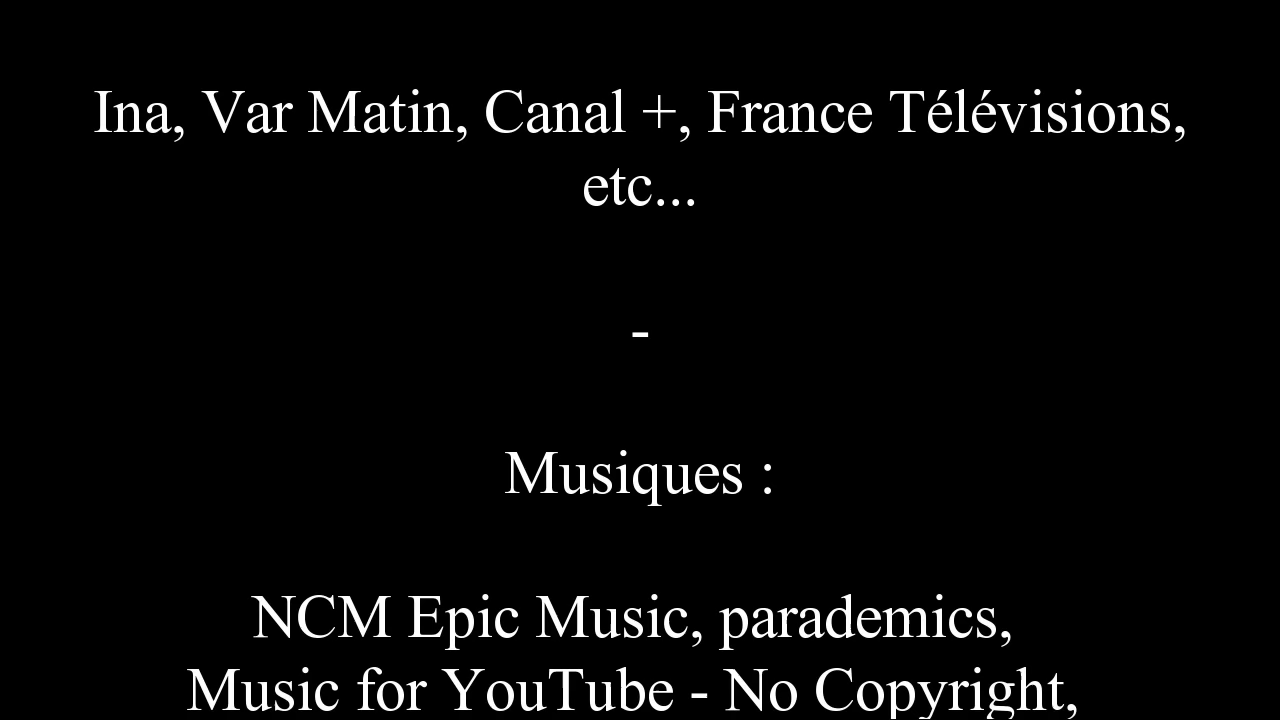 Ina, Var Matin, Canal +, France Télévisions,
etc...
-
Musiques :
NCM Epic Music, parademics,
Music for YouTube - No Copyright,